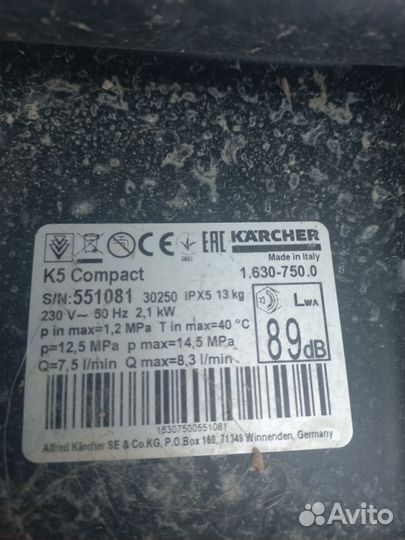 EAC KÄRCHER
Made in Italy
K5 Compact 1.630-750.0
S/N:551081 30250 IPX5 13 kg
230 V~ 50 Hz 2,1 kW
p in max=1,2 MPa T in max=40 °C
p=12,5 MPa p max=14,5 MPa
Q=7,5 l/min Q max=8,3 l/min
LWA
89dB
16307500551081
Alfred Kärcher SE & Co.KG, P.O.Box 160, 71349 Winnenden, Germany
Avito